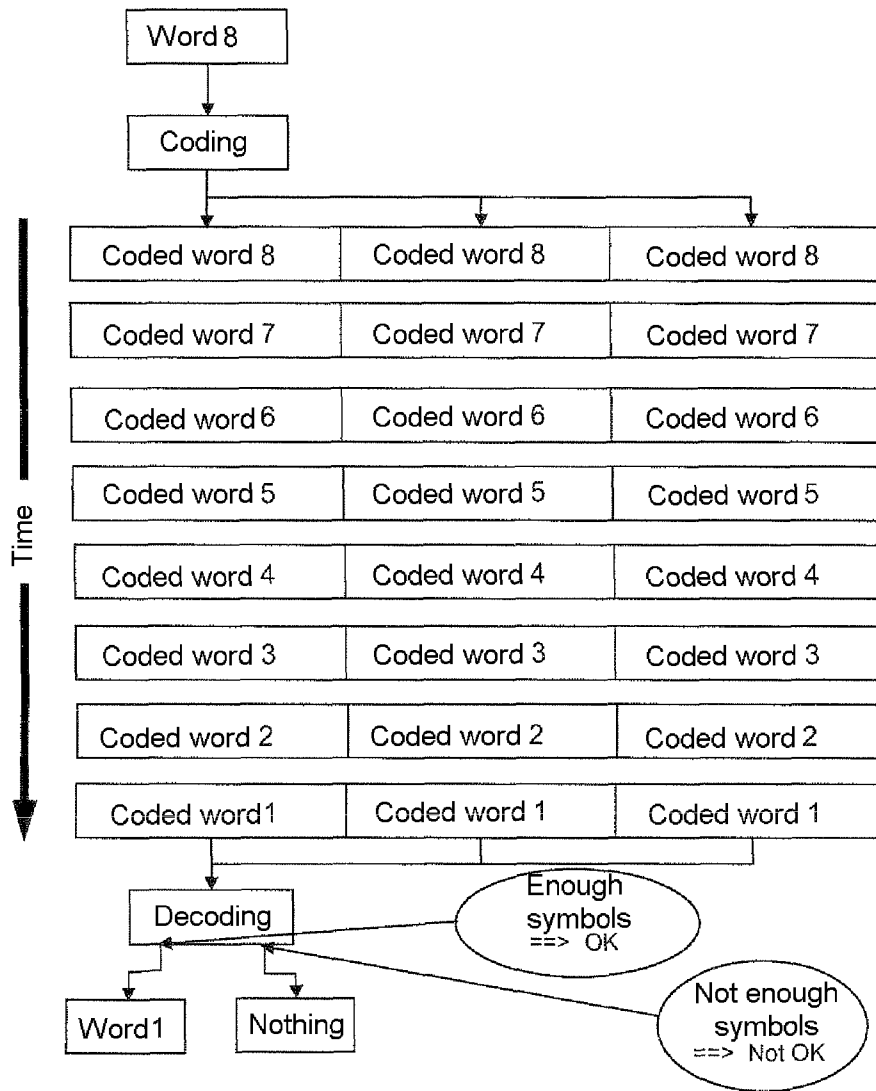 Word 8
Coding
Coded word 8 Coded word 8 Coded word 8
Coded word 7 Coded word 7 Coded word 7
Coded word 6 Coded word 6 Coded word 6
Coded word 5 Coded word 5 Coded word 5
Time
Coded word 4 Coded word 4 Coded word 4
Coded word 3 Coded word 3 Coded word 3
Coded word 2 Coded word 2 Coded word 2
Coded word1 Coded word 1 Coded word 1
Decoding
Enough
symbols
==> OK
Word1
Nothing
Not enough
symbols
==> Not OK